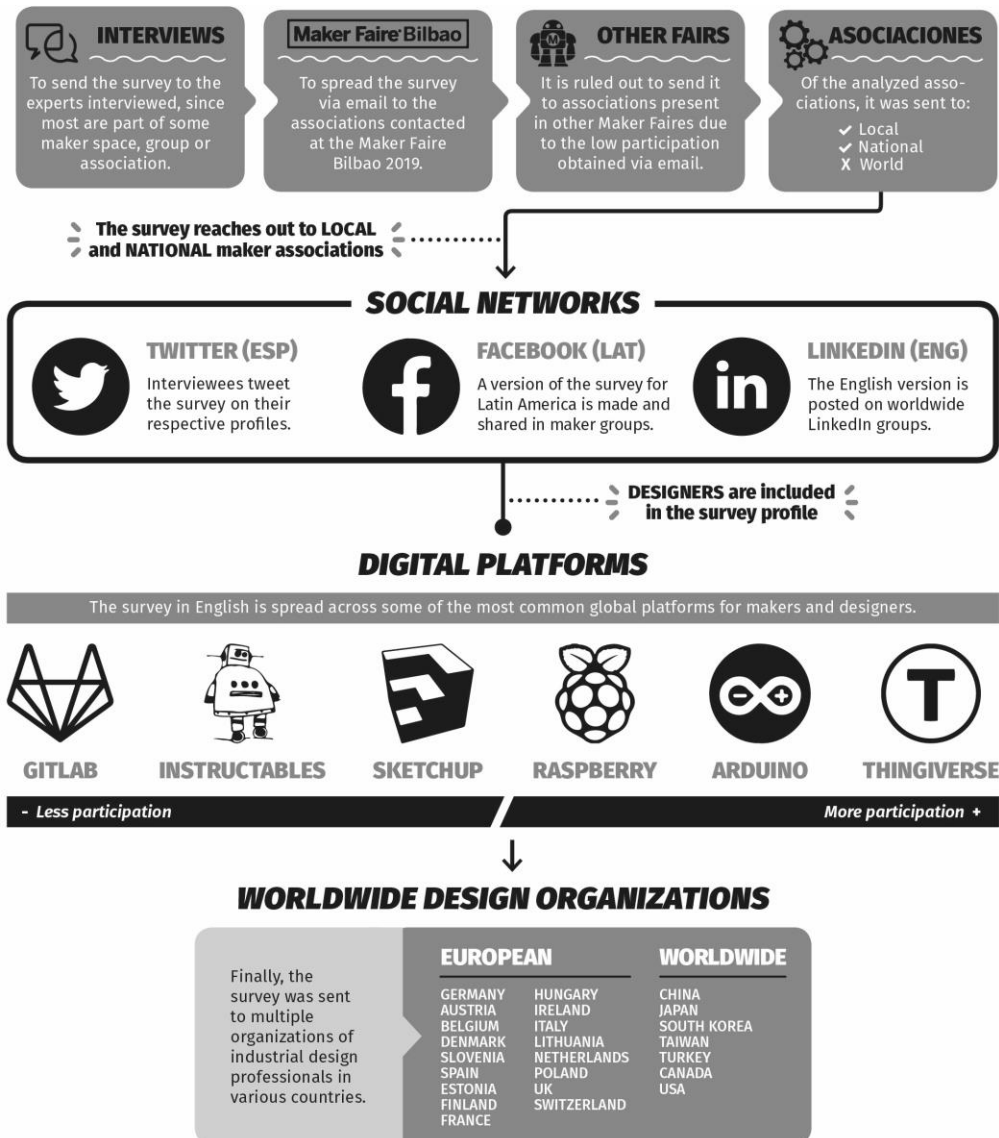 INTERVIEWS
To send the survey to the
experts interviewed, since
most are part of some
maker space, group or
association.
Maker Faire Bilbao
To spread the survey
via email to the
associations contacted
at the Maker Faire
Bilbao 2019.
M
OTHER FAIRS
It is ruled out to send it
to associations present
in other Maker Faires due
to the low participation
obtained via email.
ASOCIACIONES
Of the analyzed asso-
ciations, it was sent to:
✓ Local
✓ National
X World
The survey reaches out to LOCAL
and NATIONAL maker associations
SOCIAL NETWORKS
TWITTER (ESP)
Interviewees tweet
the survey on their
respective profiles.
f
FACEBOOK (LAT)
A version of the survey for
Latin America is made and
shared in maker groups.
in
LINKEDIN (ENG)
The English version is
posted on worldwide
LinkedIn groups.
DESIGNERS are included
in the survey profile
DIGITAL PLATFORMS
The survey in English is spread across some of the most common global platforms for makers and designers.
T
GITLAB INSTRUCTABLES SKETCHUP RASPBERRY ARDUINO THINGIVERSE
- Less participation
More participation +
WORLDWIDE DESIGN ORGANIZATIONS
Finally, the
survey was sent
to multiple
organizations of
industrial design
professionals in
various countries.
EUROPEAN
GERMANY
AUSTRIA
BELGIUM
DENMARK
SLOVENIA
SPAIN
ESTONIA
FINLAND
FRANCE
HUNGARY
IRELAND
ITALY
LITHUANIA
NETHERLANDS
POLAND
UK
SWITZERLAND
WORLDWIDE
CHINA
JAPAN
SOUTH KOREA
TAIWAN
TURKEY
CANADA
USA